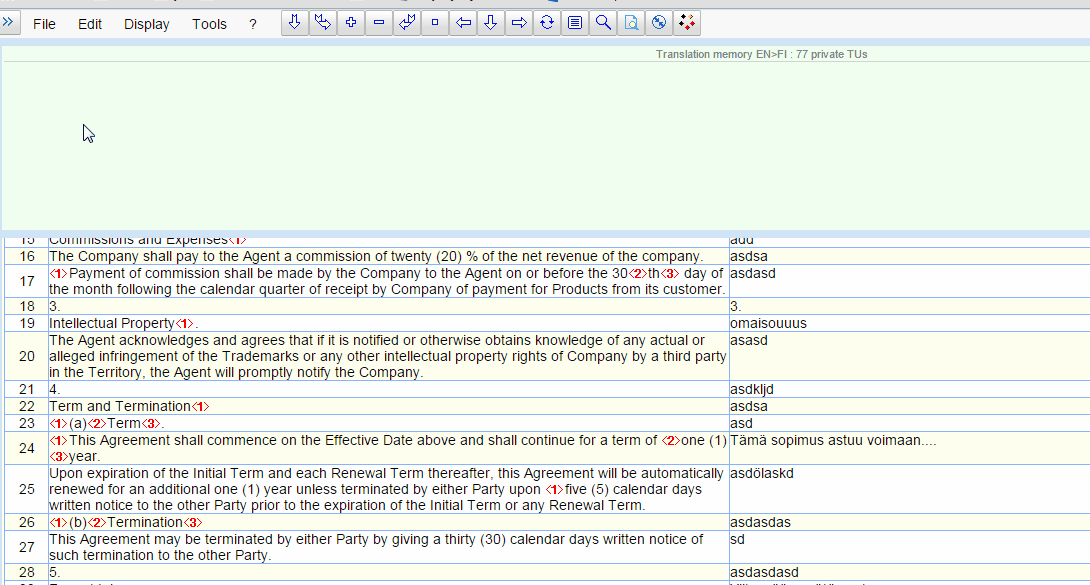 File Edit Display Tools ?
Translation memory EN>FI : 77 private TUs
15 Commissions and Expenses<1> add
16 The Company shall pay to the Agent a commission of twenty (20) % of the net revenue of the company. asdsa
17 <1>Payment of commission shall be made by the Company to the Agent on or before the 30<2>th<3> day of asdasd
the month following the calendar quarter of receipt by Company of payment for Products from its customer.
18 3. 3.
19 Intellectual Property<1>. omaisouuus
20 The Agent acknowledges and agrees that if it is notified or otherwise obtains knowledge of any actual or asasd
alleged infringement of the Trademarks or any other intellectual property rights of Company by a third party
in the Territory, the Agent will promptly notify the Company.
21 4. asdkljd
22 Term and Termination<1> asdsa
23 <1>(a)<2>Term<3>. asd
24 <1>This Agreement shall commence on the Effective Date above and shall continue for a term of <2>one (1) Tämä sopimus astuu voimaan....
<3>year.
25 Upon expiration of the Initial Term and each Renewal Term thereafter, this Agreement will be automatically asdölaskd
renewed for an additional one (1) year unless terminated by either Party upon <1>five (5) calendar days
written notice to the other Party prior to the expiration of the Initial Term or any Renewal Term.
26 <1>(b)<2>Termination<3> asdasdas
27 This Agreement may be terminated by either Party by giving a thirty (30) calendar days written notice of sd
such termination to the other Party.
28 5. asdasdasd